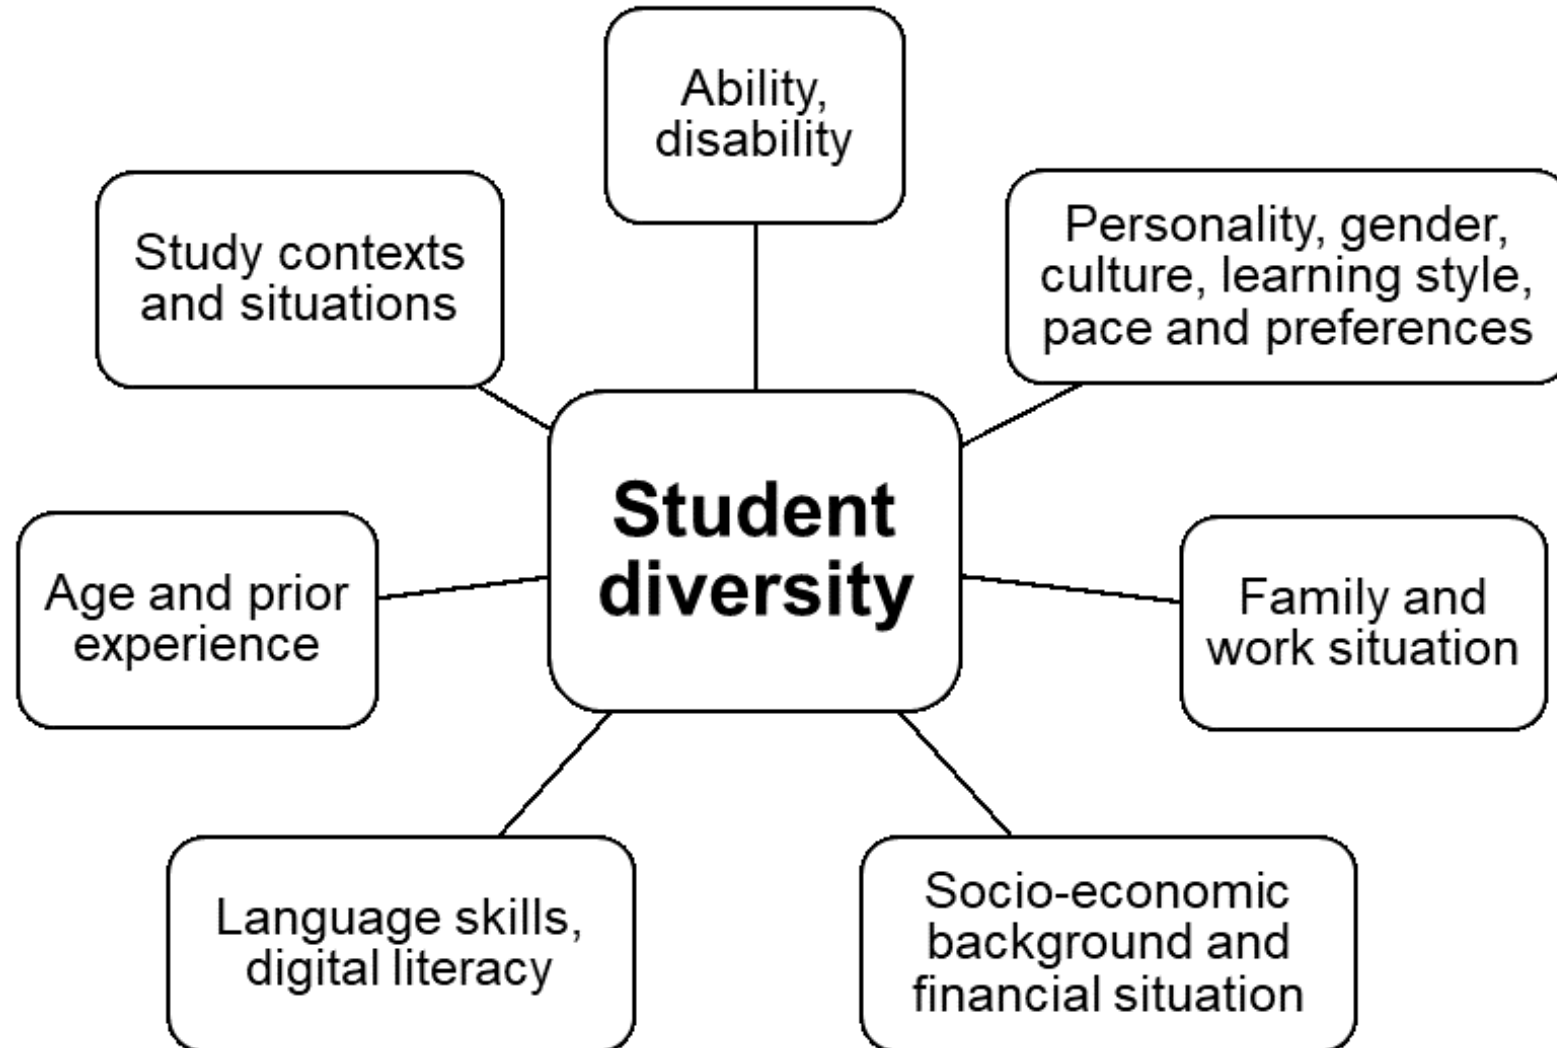 Ability,
disability
Study contexts
and situations
Personality, gender,
culture, learning style,
pace and preferences
Student
diversity
Age and prior
experience
Family and
work situation
Language skills,
digital literacy
Socio-economic
background and
financial situation